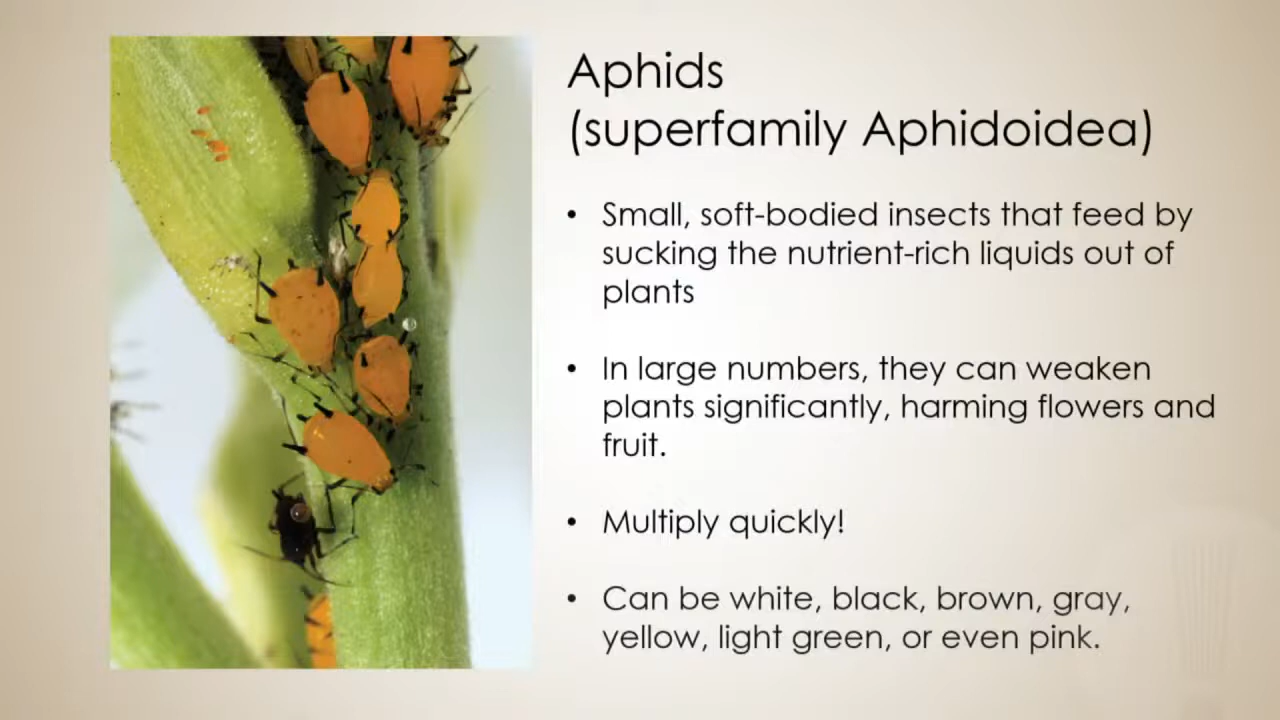 Aphids
(superfamily Aphidoidea)
• Small, soft-bodied insects that feed by
sucking the nutrient-rich liquids out of
plants
• In large numbers, they can weaken
plants significantly, harming flowers and
fruit.
• Multiply quickly!
• Can be white, black, brown, gray,
yellow, light green, or even pink.